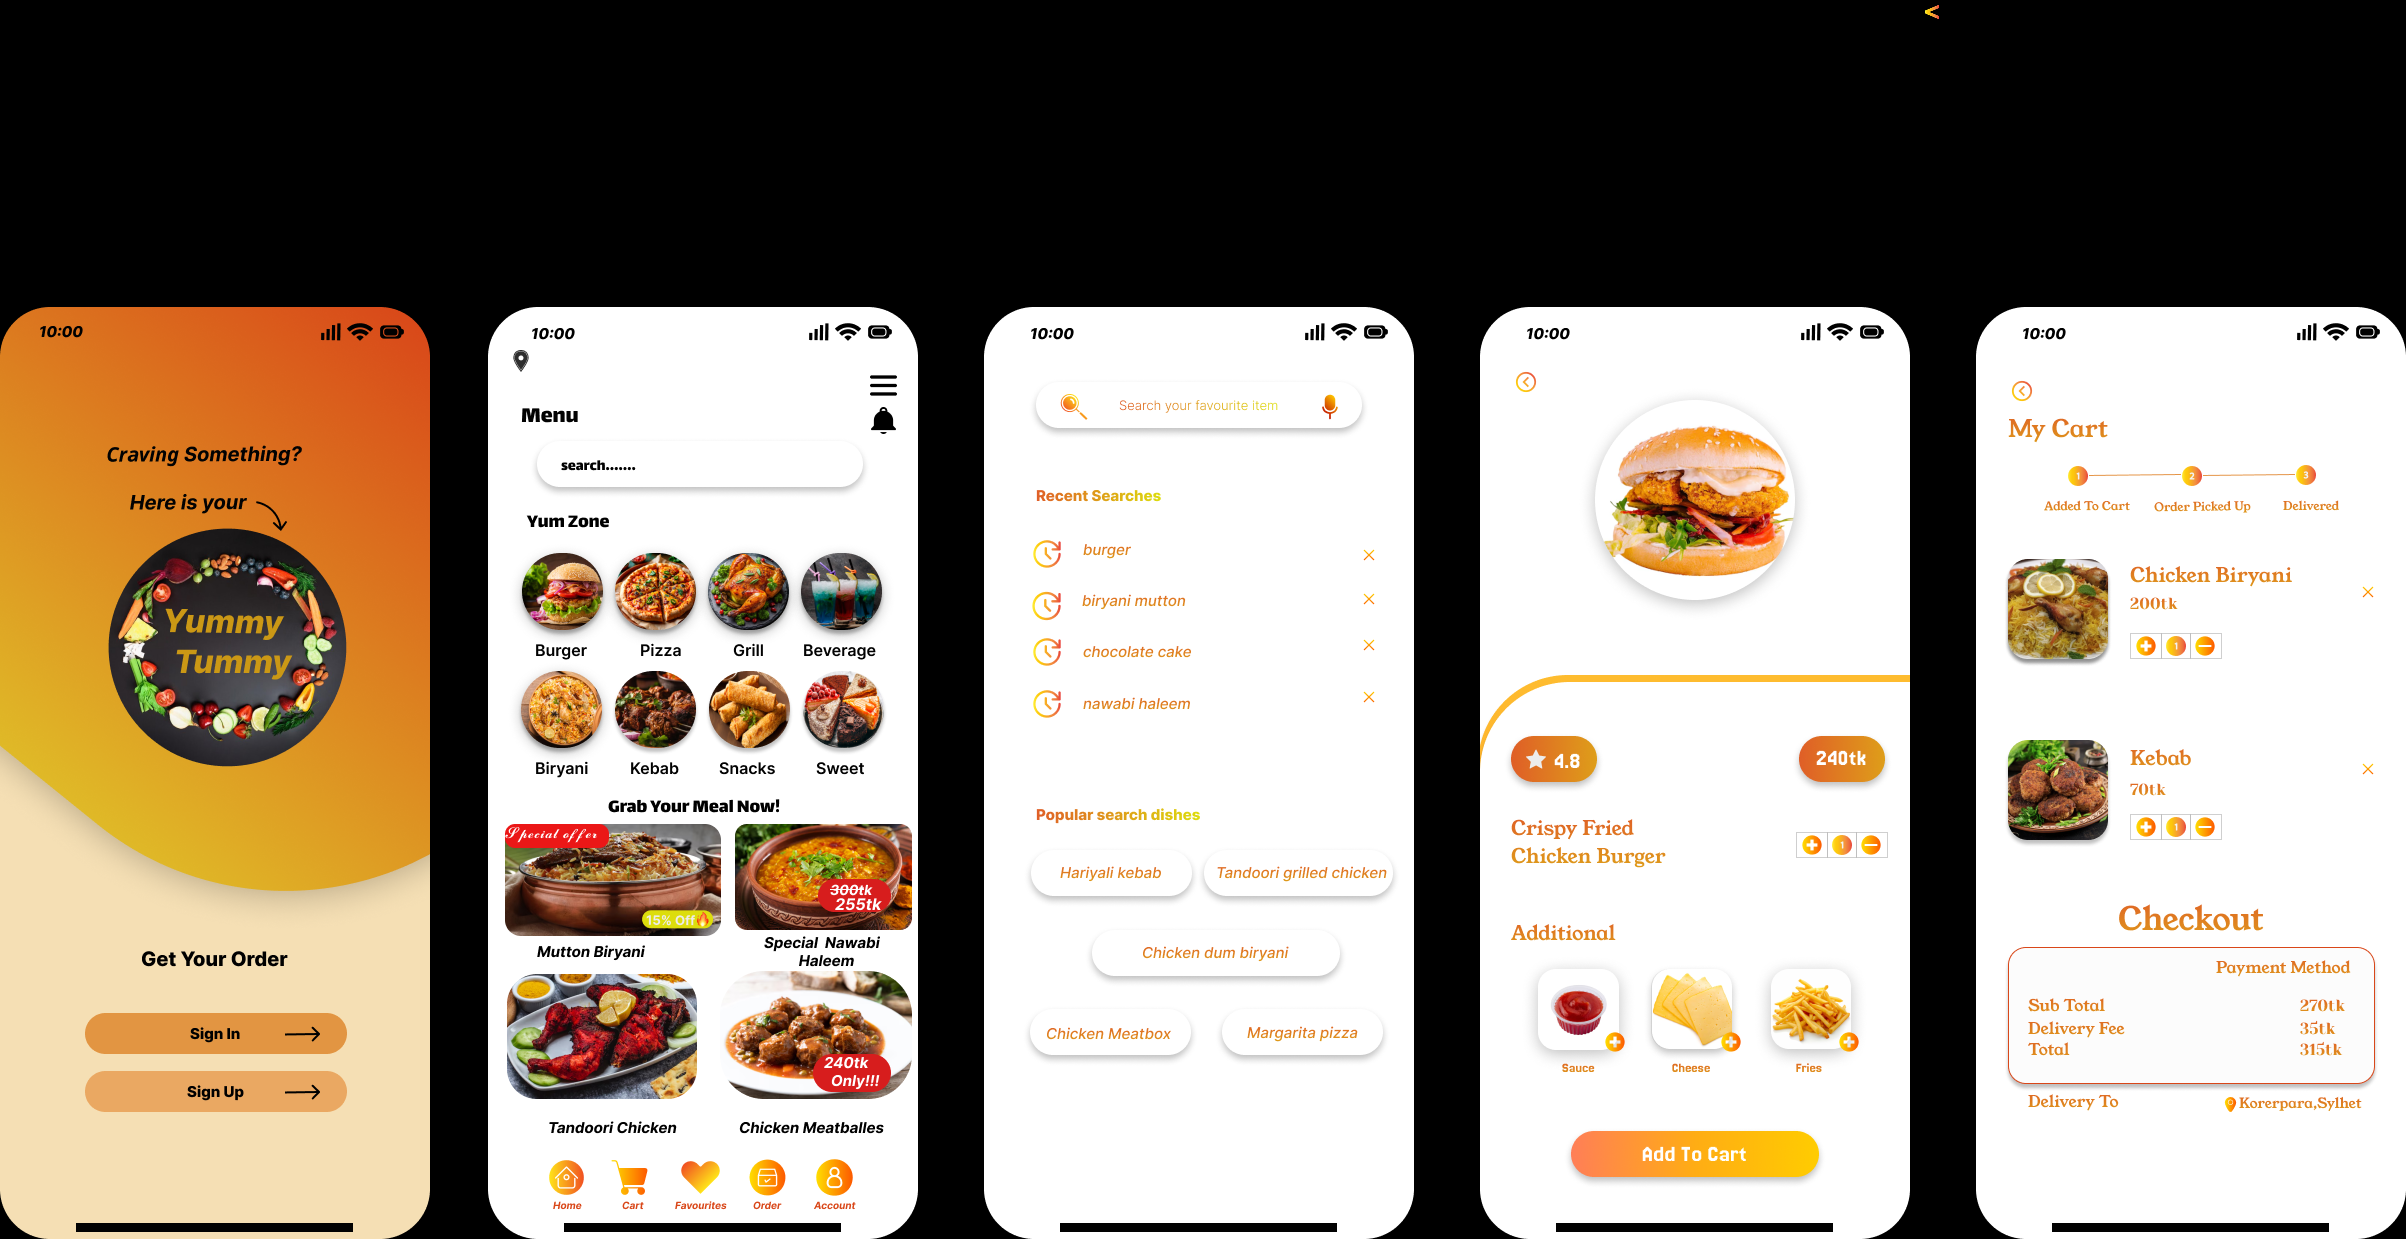 <
10:00
Craving Something?
Here is your
Yummy
Tummy
Get Your Order
Sign In
Sign Up
10:00
Menu
search.......
Yum Zone
Burger
Pizza
Grill
Beverage
Biryani
Kebab
Snacks
Sweet
Grab Your Meal Now!
Special offer
15% Off
Mutton Biryani
300tk
255tk
Special Nawabi
Haleem
Tandoori Chicken
240tk
Only!!!
Chicken Meatballes
Home
Cart
Favourites
Order
Account
10:00
Search your favourite item
Recent Searches
burger
biryani mutton
chocolate cake
nawabi haleem
Popular search dishes
Hariyali kebab
Tandoori grilled chicken
Chicken dum biryani
Chicken Meatbox
Margarita pizza
10:00
4.8
240tk
Crispy Fried
Chicken Burger
1
Additional
Sauce
Cheese
Fries
Add To Cart
10:00
My Cart
1
2
3
Added To Cart
Order Picked Up
Delivered
Chicken Biryani
200tk
1
Kebab
70tk
1
Checkout
Payment Method
Sub Total 270tk
Delivery Fee 35tk
Total 315tk
Delivery To Korerpara,Sylhet